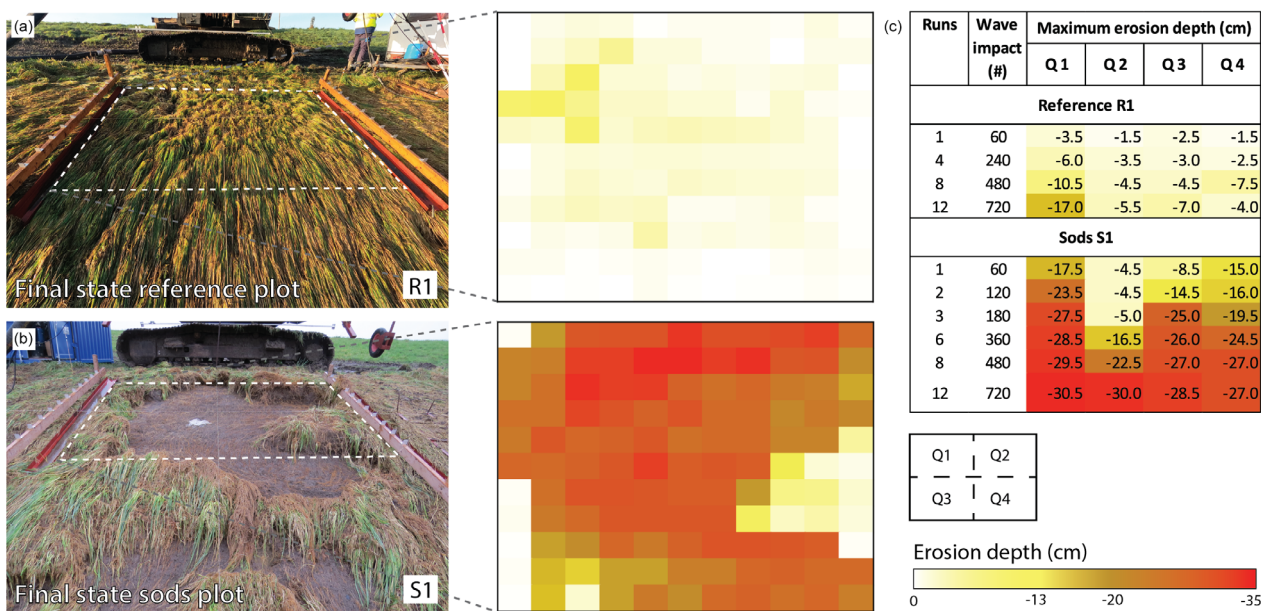 (a)
Final state reference plot
R1
(b)
Final state sods plot
S1
(c)
Runs Wave impact (#) Maximum erosion depth (cm)
Q 1 Q 2 Q 3 Q 4
Reference R1
1 60 -3.5 -1.5 -2.5 -1.5
4 240 -6.0 -3.5 -3.0 -2.5
8 480 -10.5 -4.5 -4.5 -7.5
12 720 -17.0 -5.5 -7.0 -4.0
Sods S1
1 60 -17.5 -4.5 -8.5 -15.0
2 120 -23.5 -4.5 -14.5 -16.0
3 180 -27.5 -5.0 -25.0 -19.5
6 360 -28.5 -16.5 -26.0 -24.5
8 480 -29.5 -22.5 -27.0 -27.0
12 720 -30.5 -30.0 -28.5 -27.0
Q1 Q2
Q3 Q4
Erosion depth (cm)
0 -13 -20 -35